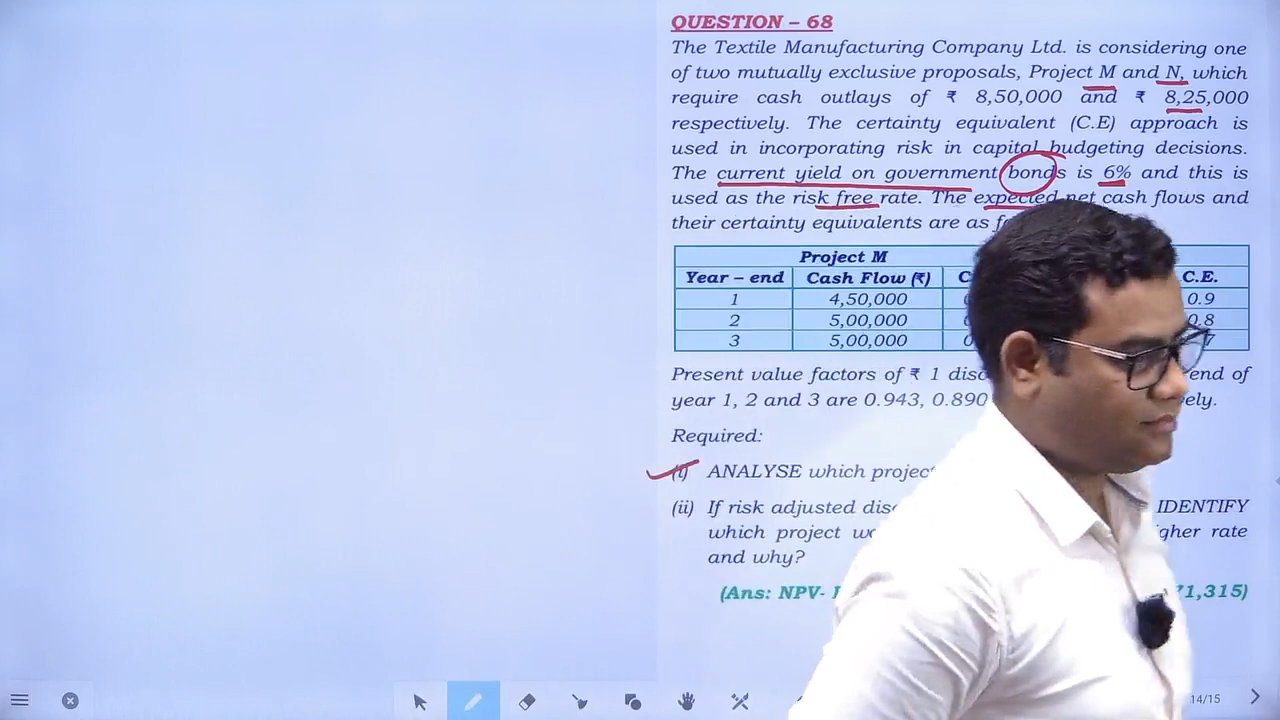 QUESTION – 68
The Textile Manufacturing Company Ltd. is considering one
of two mutually exclusive proposals, Project M and N, which
require cash outlays of ₹ 8,50,000 and ₹ 8,25,000
respectively. The certainty equivalent (C.E) approach is
used in incorporating risk in capital budgeting decisions.
The current yield on government bonds is 6% and this is
used as the risk free rate. The expected net cash flows and
their certainty equivalents are as
Project M
Year – end Cash Flow (₹) C.E.
1 4,50,000 0.9
2 5,00,000 0.8
3 5,00,000
Present value factors of ₹ 1 end of
year 1, 2 and 3 are 0.943, 0.890
Required:
(i) ANALYSE which project
(ii) If risk adjusted IDENTIFY
which project rate
and why?
(Ans: NPV- 71,315)
14/15